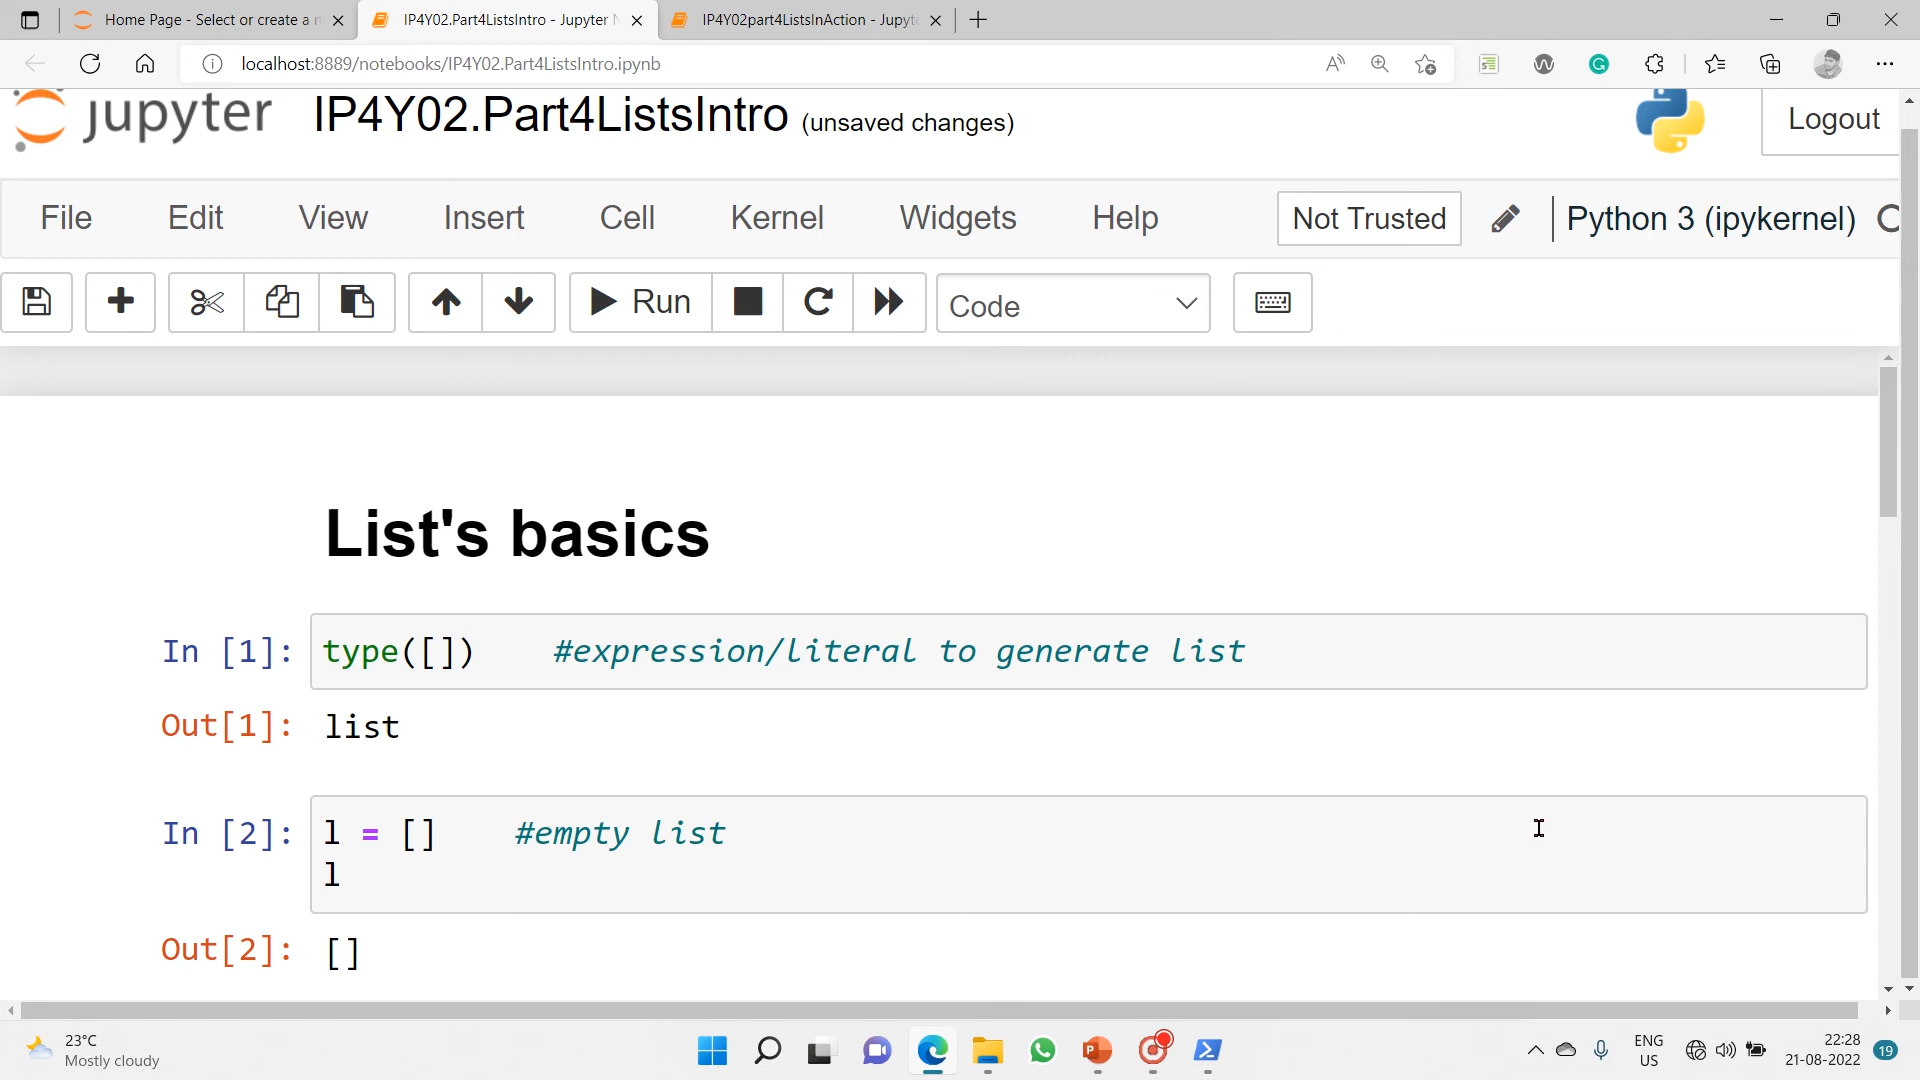 Home Page - Select or create a n
IP4Y02.Part4ListsIntro - Jupyter N
IP4Y02part4ListsInAction - Jupyte
localhost:8889/notebooks/IP4Y02.Part4ListsIntro.ipynb
jupyter IP4Y02.Part4ListsIntro (unsaved changes)
Logout
File Edit View Insert Cell Kernel Widgets Help Not Trusted Python 3 (ipykernel)
Run Code
List's basics
In [1]: type([]) #expression/literal to generate list
Out[1]: list
In [2]: l = [] #empty list
l
Out[2]: []
23°C
Mostly cloudy
ENG
US
22:28
21-08-2022
19